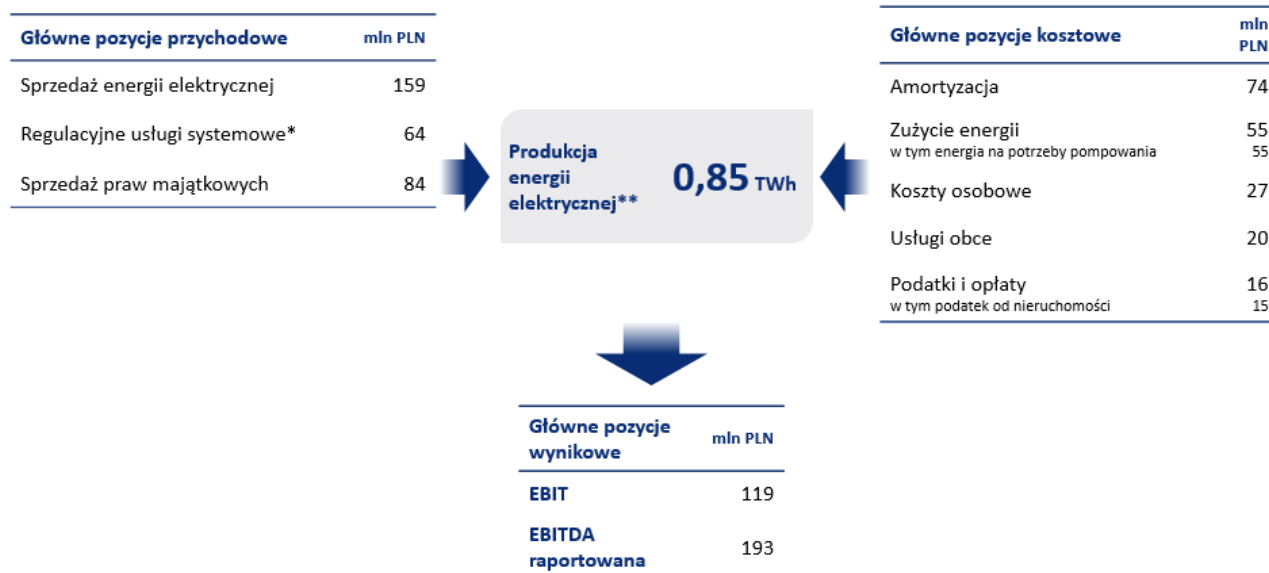 Główne pozycje przychodowe mln PLN
Sprzedaż energii elektrycznej 159
Regulacyjne usługi systemowe* 64
Sprzedaż praw majątkowych 84
Produkcja
energii
elektrycznej**
0,85 TWh
Główne pozycje kosztowe mln
PLN
Amortyzacja 74
Zużycie energii 55
w tym energia na potrzeby pompowania 55
Koszty osobowe 27
Usługi obce 20
Podatki i opłaty 16
w tym podatek od nieruchomości 15
Główne pozycje
wynikowe
mln PLN
EBIT 119
EBITDA
raportowana
193